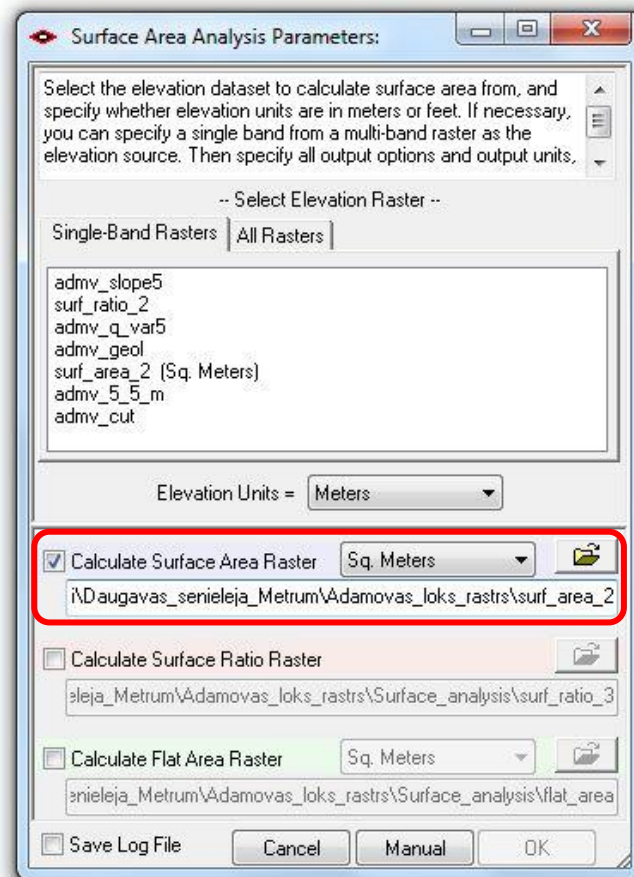 Surface Area Analysis Parameters:
Select the elevation dataset to calculate surface area from, and
specify whether elevation units are in meters or feet. If necessary,
you can specify a single band from a multi-band raster as the
elevation source. Then specify all output options and output units,
-- Select Elevation Raster --
Single-Band Rasters All Rasters
admv_slope5
surf_ratio_2
admv_q_var5
admv_geol
surf_area_2 (Sq. Meters)
admv_5_5_m
admv_cut
Elevation Units = Meters
Calculate Surface Area Raster Sq. Meters
i\Daugavas_senieleja_Metrum\Adamovas_loks_rastrs\surf_area_2
Calculate Surface Ratio Raster
eleja_Metrum\Adamovas_loks_rastrs\Surface_analysis\surf_ratio_3
Calculate Flat Area Raster Sq. Meters
enieleja_Metrum\Adamovas_loks_rastrs\Surface_analysis\flat_area
Save Log File Cancel Manual OK